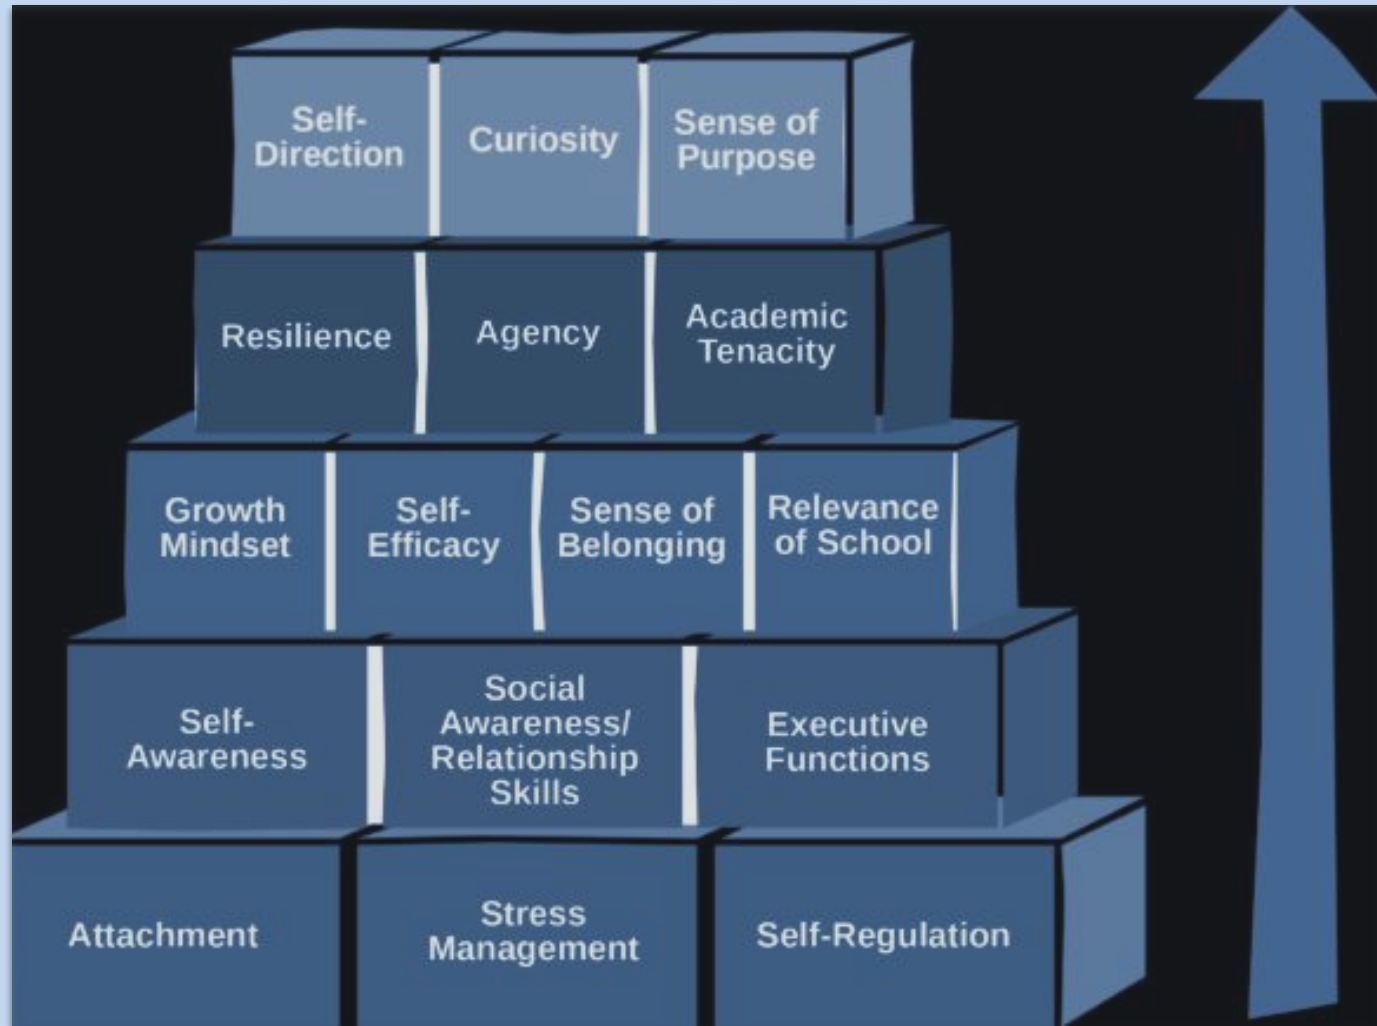 Self-
Direction
Curiosity
Sense of
Purpose
Resilience
Agency
Academic
Tenacity
Growth
Mindset
Self-
Efficacy
Sense of
Belonging
Relevance
of School
Self-
Awareness
Social
Awareness/
Relationship
Skills
Executive
Functions
Attachment
Stress
Management
Self-Regulation